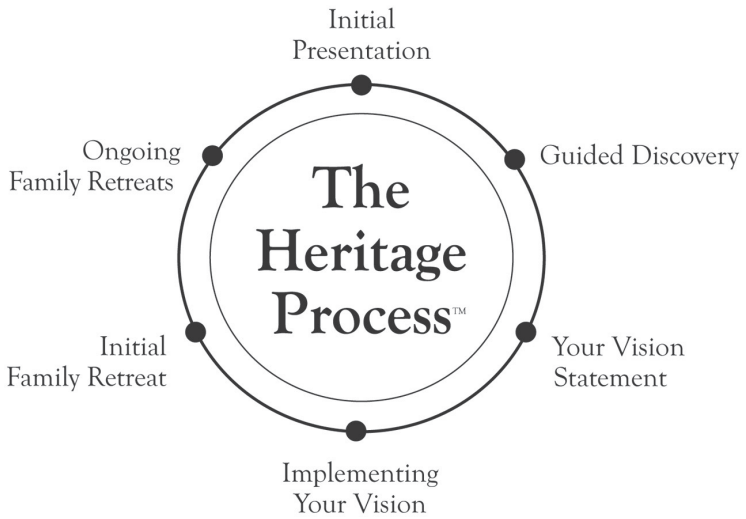 Initial
Presentation
Guided Discovery
Your Vision
Statement
Implementing
Your Vision
Initial
Family Retreat
Ongoing
Family Retreats
The
Heritage
Process™